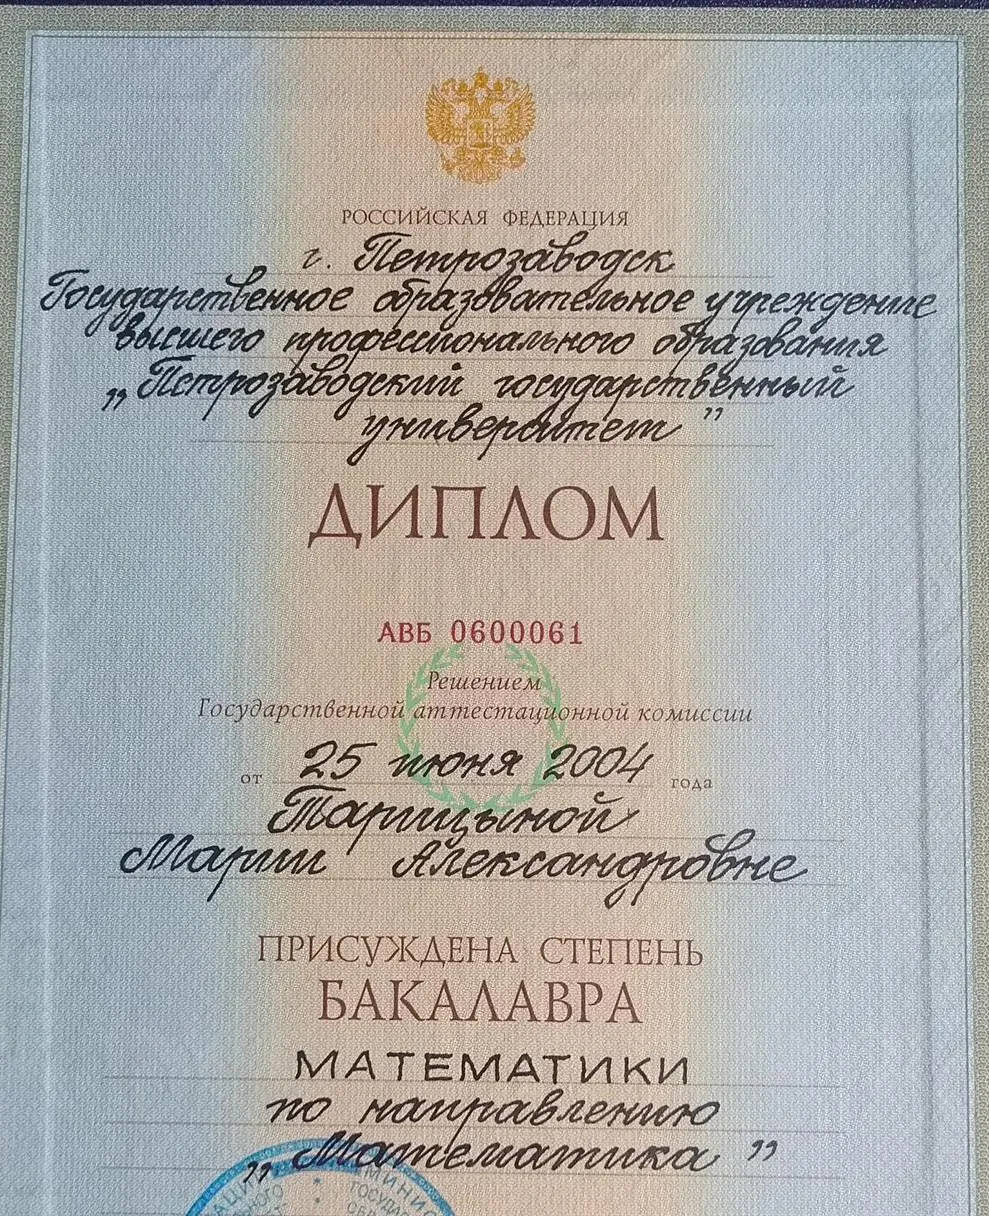 РОССИЙСКАЯ ФЕДЕРАЦИЯ
г. Петрозаводск
Государственное образовательное учреждение
высшего профессионального образования
„Петрозаводский государственный
университет”
ДИПЛОМ
АВБ 0600061
Решением
Государственной аттестационной комиссии
от 25 июня 2004 года
Тарицыной
Марии Александровне
ПРИСУЖДЕНА СТЕПЕНЬ
БАКАЛАВРА
МАТЕМАТИКИ
по направлению
„Математика”